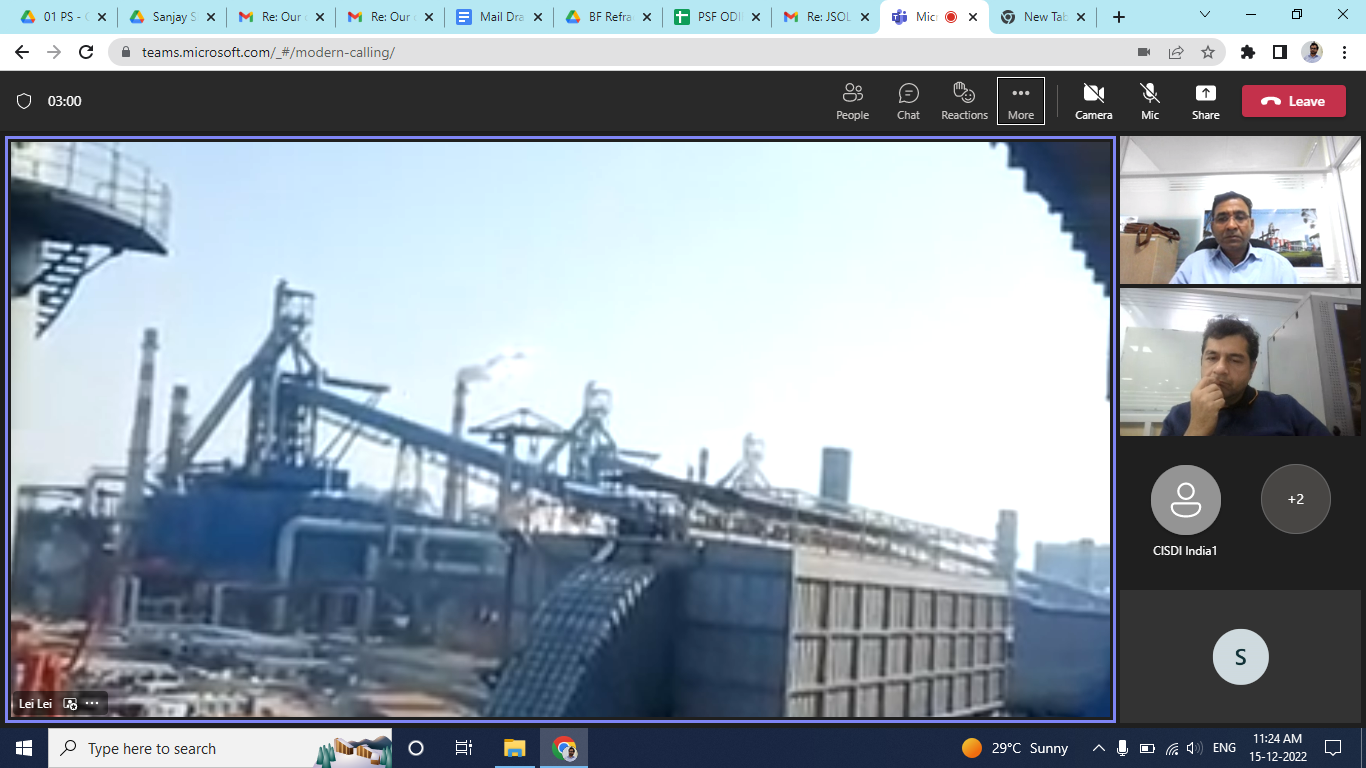 01 PS - 
Sanjay S
Re: Our
Re: Our
Mail Dra
BF Refra
PSF ODI
Re: JSOL
Micr
New Tab
teams.microsoft.com/_#/modern-calling/
03:00
People
Chat
Reactions
More
Camera
Mic
Share
Leave
+2
CISDI India1
S
Lei Lei
Type here to search
29°C Sunny
ENG
11:24 AM
15-12-2022